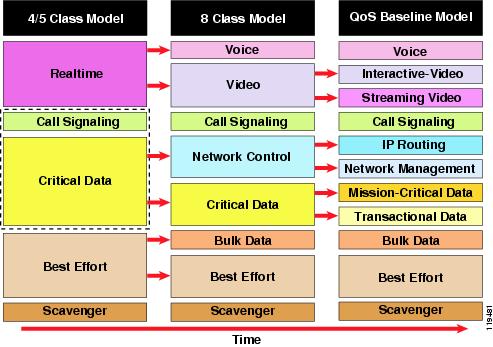 4/5 Class Model
8 Class Model
QoS Baseline Model
Realtime
Voice
Voice
Video
Interactive-Video
Streaming Video
Call Signaling
Call Signaling
Call Signaling
Critical Data
Network Control
IP Routing
Network Management
Critical Data
Mission-Critical Data
Transactional Data
Best Effort
Bulk Data
Bulk Data
Best Effort
Best Effort
Scavenger
Scavenger
Scavenger
Time
119481